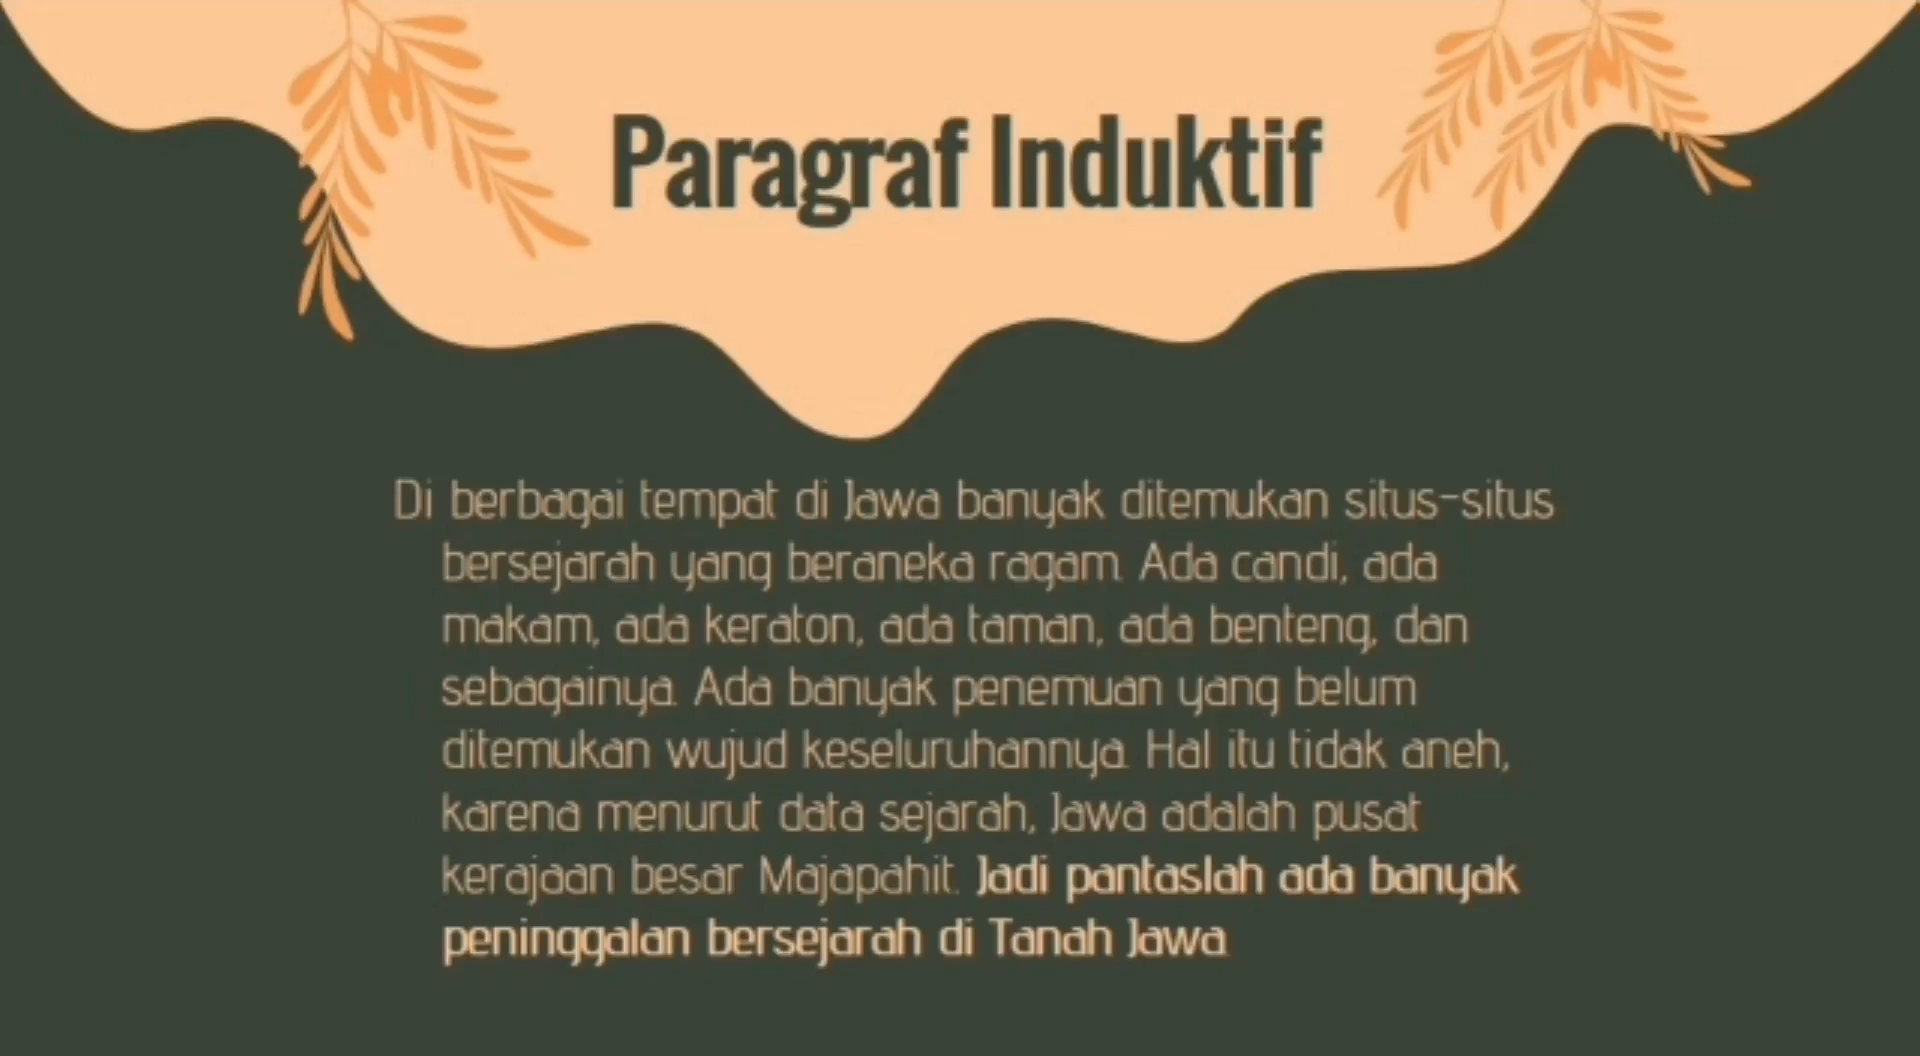 Paragraf Induktif
Di berbagai tempat di Jawa banyak ditemukan situs-situs
bersejarah yang beraneka ragam. Ada candi, ada
makam, ada keraton, ada taman, ada benteng, dan
sebagainya. Ada banyak penemuan yang belum
ditemukan wujud keseluruhannya. Hal itu tidak aneh,
karena menurut data sejarah, Jawa adalah pusat
kerajaan besar Majapahit. Jadi pantaslah ada banyak
peninggalan bersejarah di Tanah Jawa.